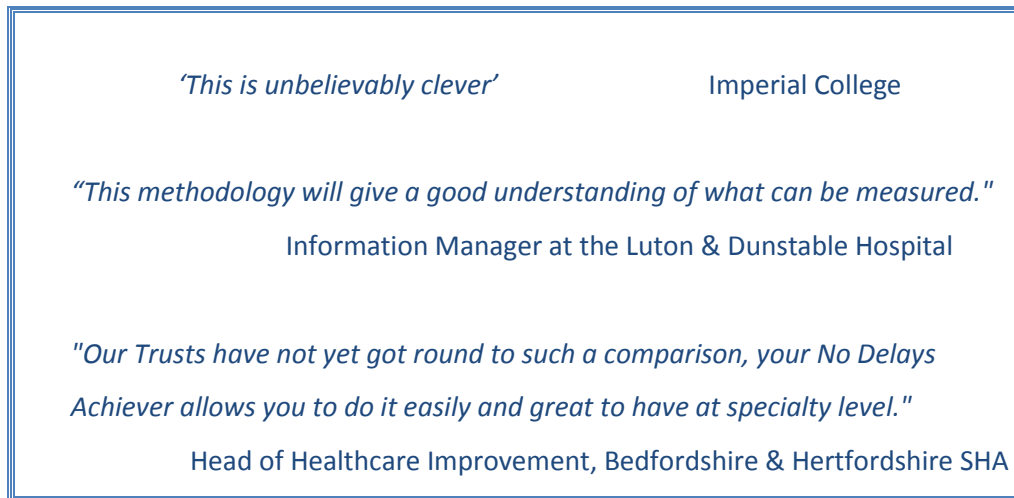 ‘This is unbelievably clever’ Imperial College
“This methodology will give a good understanding of what can be measured."
Information Manager at the Luton & Dunstable Hospital
"Our Trusts have not yet got round to such a comparison, your No Delays
Achiever allows you to do it easily and great to have at specialty level."
Head of Healthcare Improvement, Bedfordshire & Hertfordshire SHA